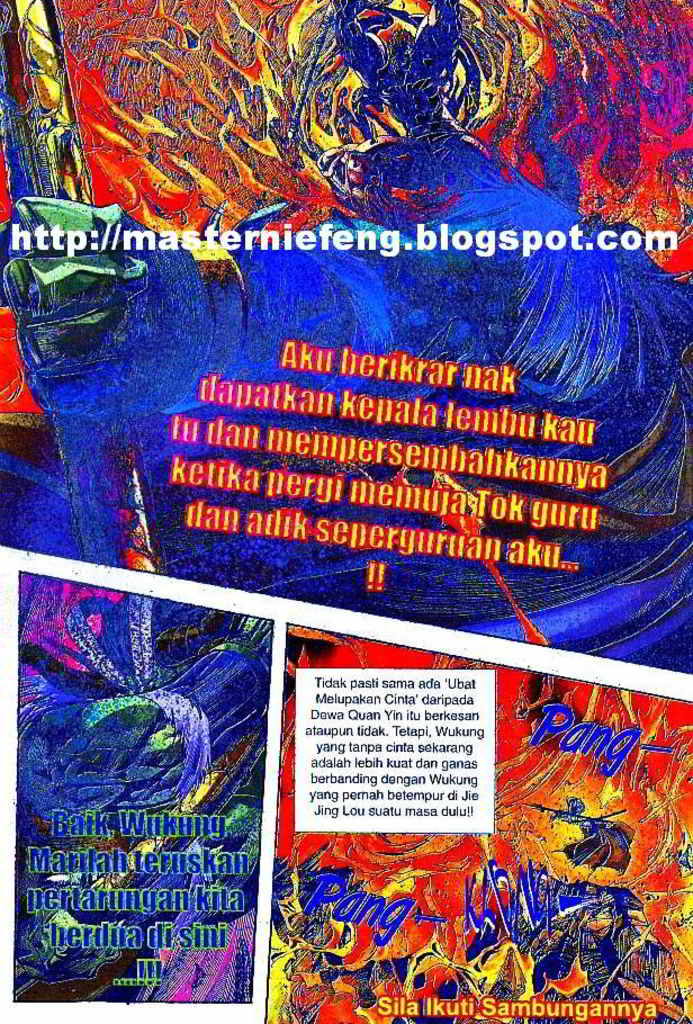 http://masterniefeng.blogspot.com
Aku berikrar nak
dapatkan kepala lembu kau
tu dan mempersembahkannya
ketika pergi memuja Tok guru
dan adik seperguruan aku...
!!
Baik, Wukung
Marilah teruskan
pertarungan kita
berdua di sini
......!!!
Tidak pasti sama ada 'Ubat
Melupakan Cinta' daripada
Dewa Quan Yin itu berkesan
ataupun tidak. Tetapi, Wukung
yang tanpa cinta sekarang
adalah lebih kuat dan ganas
berbanding dengan Wukung
yang pernah betempur di Jie
Jing Lou suatu masa dulu!!
Pang—
Pang—
Sila Ikuti Sambungannya